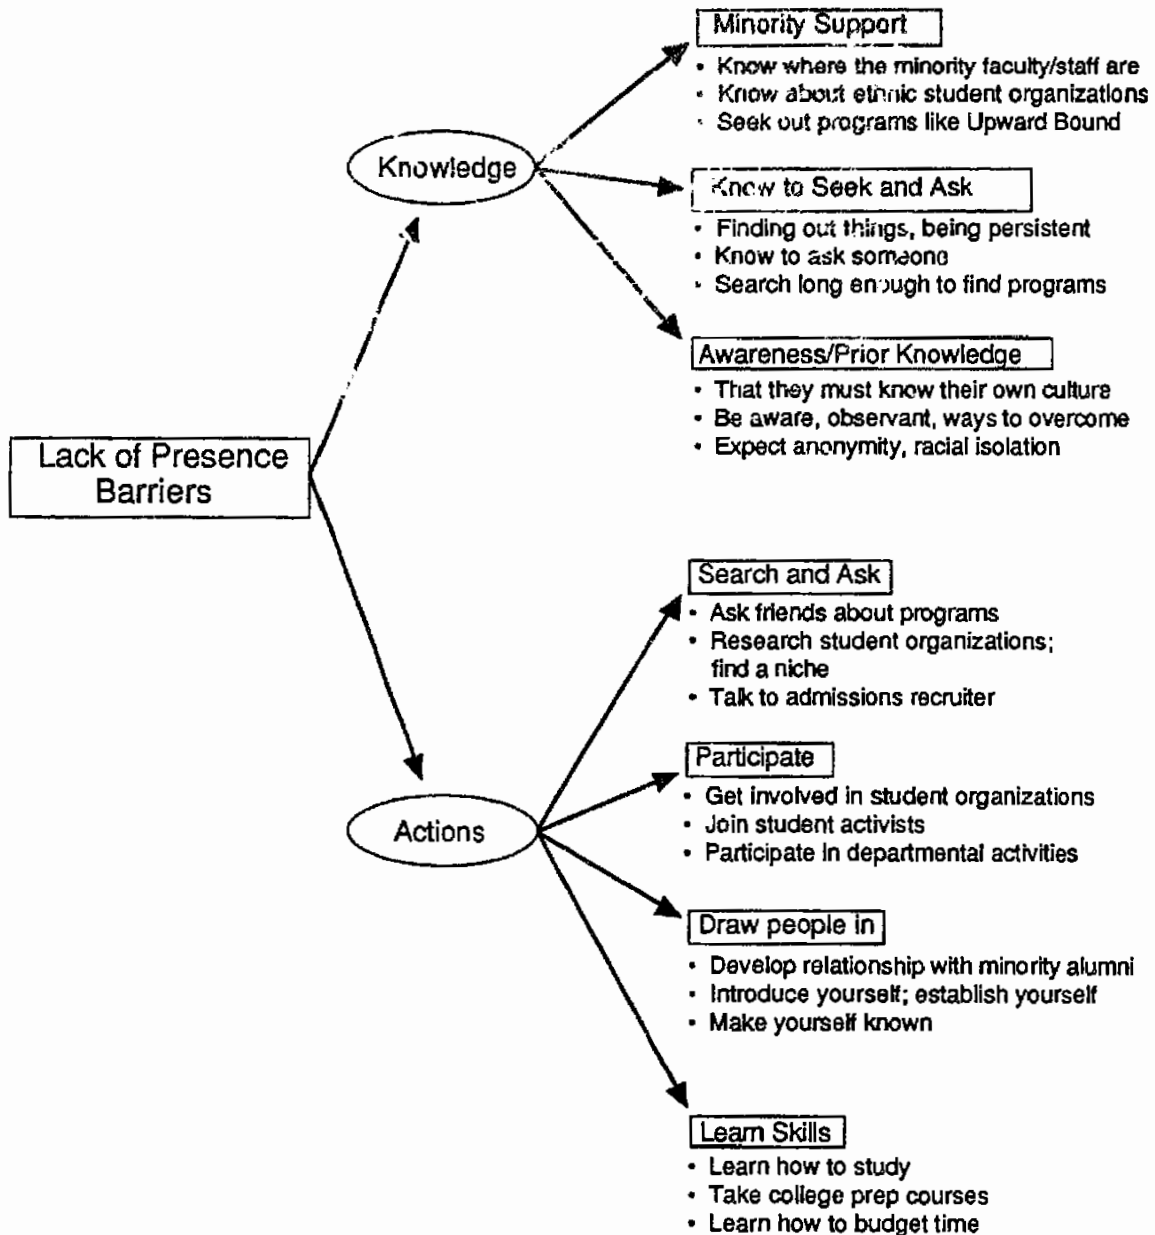 Minority Support
• Know where the minority faculty/staff are
• Know about ethnic student organizations
• Seek out programs like Upward Bound
Knowledge
Know to Seek and Ask
• Finding out things, being persistent
• Know to ask someone
• Search long enough to find programs
Awareness/Prior Knowledge
• That they must know their own culture
• Be aware, observant, ways to overcome
• Expect anonymity, racial isolation
Lack of Presence
Barriers
Search and Ask
• Ask friends about programs
• Research student organizations;
find a niche
• Talk to admissions recruiter
Participate
• Get involved in student organizations
• Join student activists
• Participate in departmental activities
Actions
Draw people in
• Develop relationship with minority alumni
• Introduce yourself; establish yourself
• Make yourself known
Learn Skills
• Learn how to study
• Take college prep courses
• Learn how to budget time